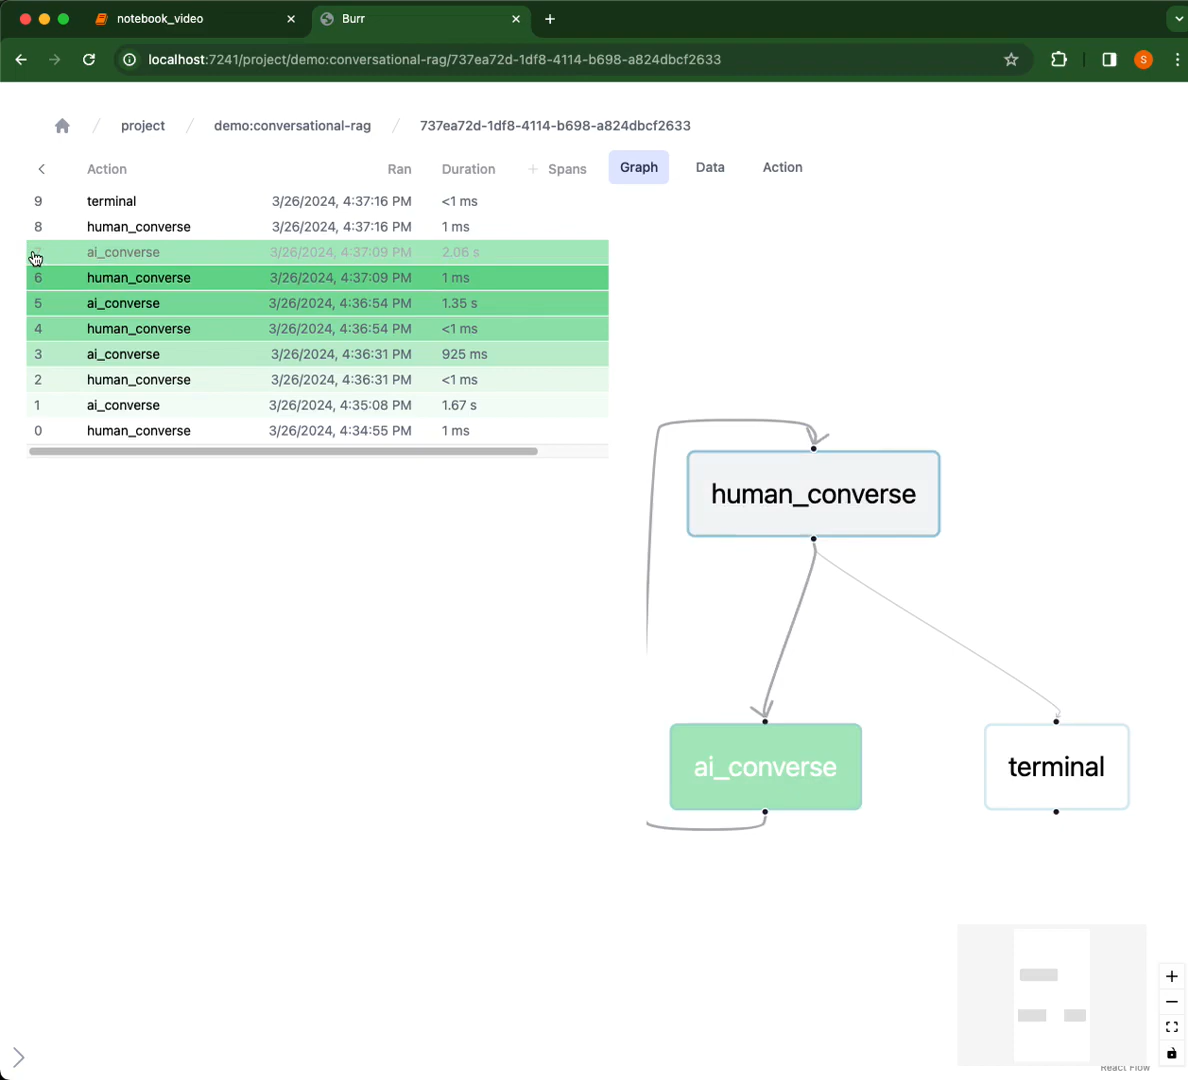 notebook_video
Burr
localhost:7241/project/demo:conversational-rag/737ea72d-1df8-4114-b698-a824dbcf2633
S
/ project / demo:conversational-rag / 737ea72d-1df8-4114-b698-a824dbcf2633
Action Ran Duration + Spans
Graph Data Action
9 terminal 3/26/2024, 4:37:16 PM <1 ms
8 human_converse 3/26/2024, 4:37:16 PM 1 ms
ai_converse 3/26/2024, 4:37:09 PM 2.06 s
6 human_converse 3/26/2024, 4:37:09 PM 1 ms
5 ai_converse 3/26/2024, 4:36:54 PM 1.35 s
4 human_converse 3/26/2024, 4:36:54 PM <1 ms
3 ai_converse 3/26/2024, 4:36:31 PM 925 ms
2 human_converse 3/26/2024, 4:36:31 PM <1 ms
1 ai_converse 3/26/2024, 4:35:08 PM 1.67 s
0 human_converse 3/26/2024, 4:34:55 PM 1 ms
human_converse
ai_converse
terminal
React Flow